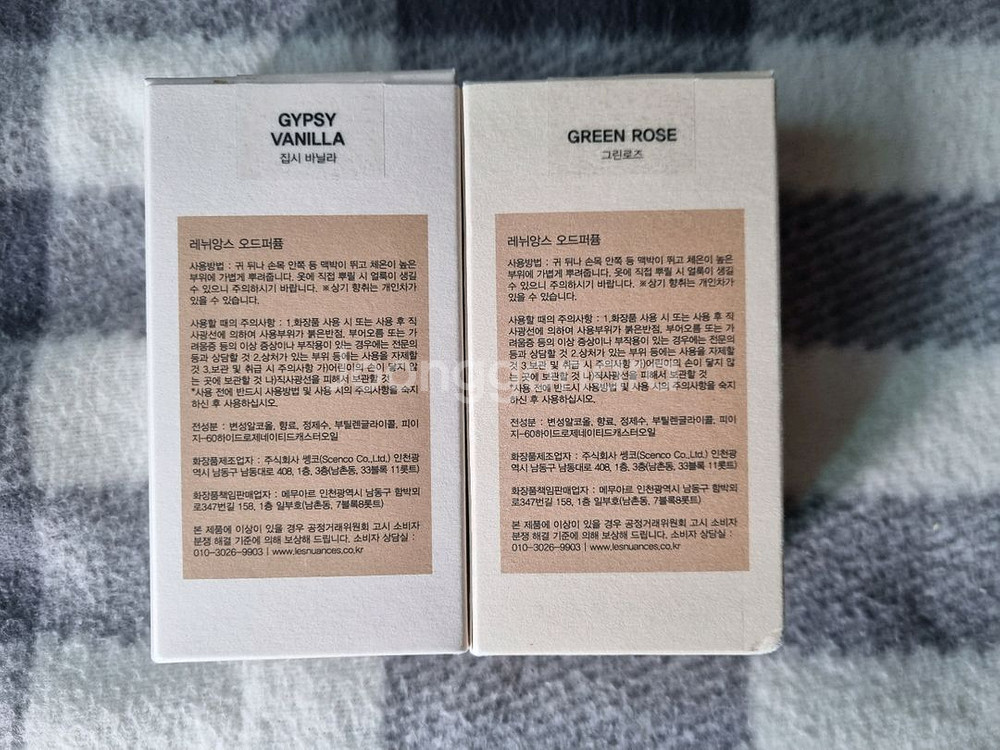 GYPSY
VANILLA
집시 바닐라
레뉘앙스 오드퍼퓸
사용방법 : 귀 뒤나 손목 안쪽 등 맥박이 뛰고 체온이 높은
부위에 가볍게 뿌려줍니다. 옷에 직접 뿌릴 시 얼룩이 생길
수 있으니 주의하시기 바랍니다. ※상기 향취는 개인차가
있을 수 있습니다.
사용할 때의 주의사항 : 1.화장품 사용 시 또는 사용 후 직
사광선에 의하여 사용부위가 붉은반점, 부어오름 또는 가
려움증 등의 이상 증상이나 부작용이 있는 경우에는 전문의
등과 상담할 것 2.상처가 있는 부위 등에는 사용을 자제할
것 3.보관 및 취급 시 주의사항 가)어린이의 손이 닿지 않
는 곳에 보관할 것 나)직사광선을 피해서 보관할 것
*사용 전에 반드시 사용방법 및 사용 시의 주의사항을 숙지
하신 후 사용하십시오.
전성분 : 변성알코올, 향료, 정제수, 부틸렌글라이콜, 피이
지-60하이드로제네이티드캐스터오일
화장품제조업자 : 주식회사 쎙코(Scenco Co.,Ltd.) 인천광
역시 남동구 남동대로 408, 1층, 3층(남촌동, 33블록 11롯트)
화장품책임판매업자 : 메무아르 인천광역시 남동구 함박뫼
로347번길 158, 1층 일부호(남촌동, 7블록8롯트)
본 제품에 이상이 있을 경우 공정거래위원회 고시 소비자
분쟁 해결 기준에 의해 보상해 드립니다. 소비자 상담실 :
010-3026-9903 | www.lesnuances.co.kr
GREEN ROSE
그린로즈
레뉘앙스 오드퍼퓸
사용방법 : 귀 뒤나 손목 안쪽 등 맥박이 뛰고 체온이 높은
부위에 가볍게 뿌려줍니다. 옷에 직접 뿌릴 시 얼룩이 생길
수 있으니 주의하시기 바랍니다. ※상기 향취는 개인차가
있을 수 있습니다.
사용할 때의 주의사항 : 1.화장품 사용 시 또는 사용 후 직
사광선에 의하여 사용부위가 붉은반점, 부어오름 또는 가
려움증 등의 이상 증상이나 부작용이 있는 경우에는 전문의
등과 상담할 것 2.상처가 있는 부위 등에는 사용을 자제할
것 3.보관 및 취급 시 주의사항 가)어린이의 손이 닿지 않
는 곳에 보관할 것 나)직사광선을 피해서 보관할 것
*사용 전에 반드시 사용방법 및 사용 시의 주의사항을 숙지
하신 후 사용하십시오.
전성분 : 변성알코올, 향료, 정제수, 부틸렌글라이콜, 피이
지-60하이드로제네이티드캐스터오일
화장품제조업자 : 주식회사 쎙코(Scenco Co.,Ltd.) 인천광
역시 남동구 남동대로 408, 1층, 3층(남촌동, 33블록 11롯트)
화장품책임판매업자 : 메무아르 인천광역시 남동구 함박뫼
로347번길 158, 1층 일부호(남촌동, 7블록8롯트)
본 제품에 이상이 있을 경우 공정거래위원회 고시 소비자
분쟁 해결 기준에 의해 보상해 드립니다. 소비자 상담실 :
010-3026-9903 | www.lesnuances.co.kr